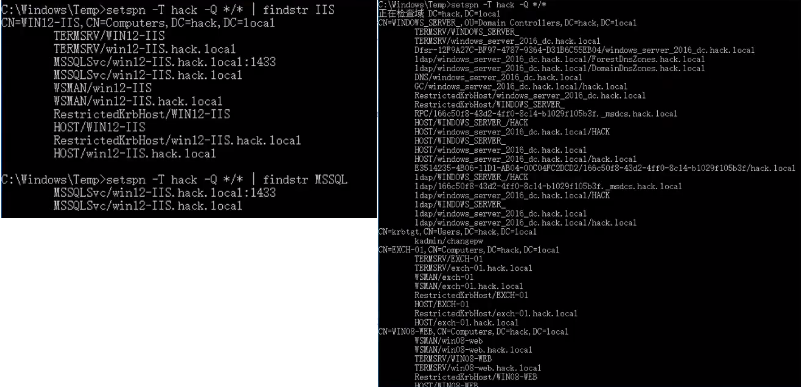 C:\Windows\Temp>setspn -T hack -Q */* | findstr IIS
CN=WIN12-IIS,CN=Computers,DC=hack,DC=local
TERMSRV/WIN12-IIS
TERMSRV/win12-IIS.hack.local
MSSQLSvc/win12-IIS.hack.local:1433
MSSQLSvc/win12-IIS.hack.local
WSMAN/win12-IIS
WSMAN/win12-IIS.hack.local
RestrictedKrbHost/WIN12-IIS
HOST/WIN12-IIS
RestrictedKrbHost/win12-IIS.hack.local
HOST/win12-IIS.hack.local
C:\Windows\Temp>setspn -T hack -Q */* | findstr MSSQL
MSSQLSvc/win12-IIS.hack.local:1433
MSSQLSvc/win12-IIS.hack.local
C:\Windows\Temp>setspn -T hack -Q */*
正在检查域 DC=hack,DC=local
CN=WINDOWS_SERVER_,OU=Domain Controllers,DC=hack,DC=local
TERMSRV/WINDOWS_SERVER_
TERMSRV/windows_server_2016_dc.hack.local
Dfsr-12F9A27C-BF97-4787-9364-D31B6C55EB04/windows_server_2016_dc.hack.local
ldap/windows_server_2016_dc.hack.local/ForestDnsZones.hack.local
ldap/windows_server_2016_dc.hack.local/DomainDnsZones.hack.local
DNS/windows_server_2016_dc.hack.local
GC/windows_server_2016_dc.hack.local/hack.local
RestrictedKrbHost/windows_server_2016_dc.hack.local
RestrictedKrbHost/WINDOWS_SERVER_
RPC/166c50f8-43d2-4ff0-8c14-b1029f105b3f._msdcs.hack.local
HOST/WINDOWS_SERVER_/HACK
HOST/windows_server_2016_dc.hack.local/HACK
HOST/WINDOWS_SERVER_
HOST/windows_server_2016_dc.hack.local
HOST/windows_server_2016_dc.hack.local/hack.local
E3514235-4B06-11D1-AB04-00C04FC2DCD2/166c50f8-43d2-4ff0-8c14-b1029f105b3f/hack.local
ldap/WINDOWS_SERVER_/HACK
ldap/166c50f8-43d2-4ff0-8c14-b1029f105b3f._msdcs.hack.local
ldap/windows_server_2016_dc.hack.local/HACK
ldap/WINDOWS_SERVER_
ldap/windows_server_2016_dc.hack.local
ldap/windows_server_2016_dc.hack.local/hack.local
CN=krbtgt,CN=Users,DC=hack,DC=local
kadmin/changepw
CN=EXCH-01,CN=Computers,DC=hack,DC=local
TERMSRV/EXCH-01
TERMSRV/exch-01.hack.local
WSMAN/exch-01
WSMAN/exch-01.hack.local
RestrictedKrbHost/EXCH-01
HOST/EXCH-01
RestrictedKrbHost/exch-01.hack.local
HOST/exch-01.hack.local
CN=WIN08-WEB,CN=Computers,DC=hack,DC=local
WSMAN/win08-web
WSMAN/win08-web.hack.local
TERMSRV/WIN08-WEB
TERMSRV/win08-web.hack.local
RestrictedKrbHost/WIN08-WEB
HOST/WIN08-WEB